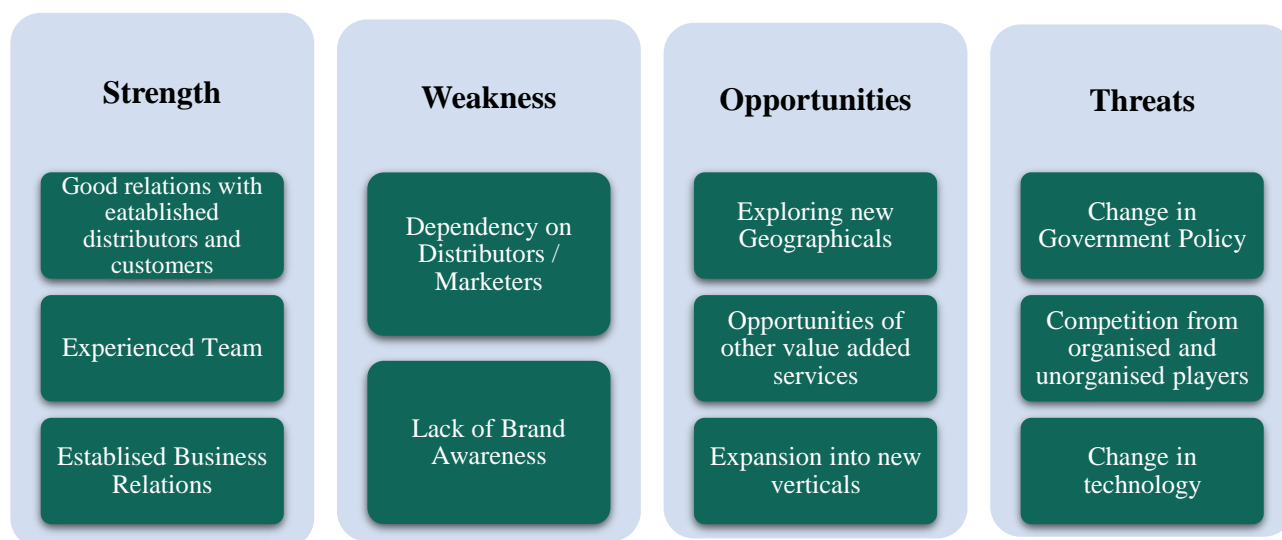 Strength
Good relations with
eatablished
distributors and
customers
Experienced Team
Establised Business
Relations
Weakness
Dependency on
Distributors /
Marketers
Lack of Brand
Awareness
Opportunities
Exploring new
Geographicals
Opportunities of
other value added
services
Expansion into new
verticals
Threats
Change in
Government Policy
Competition from
organised and
unorganised players
Change in
technology